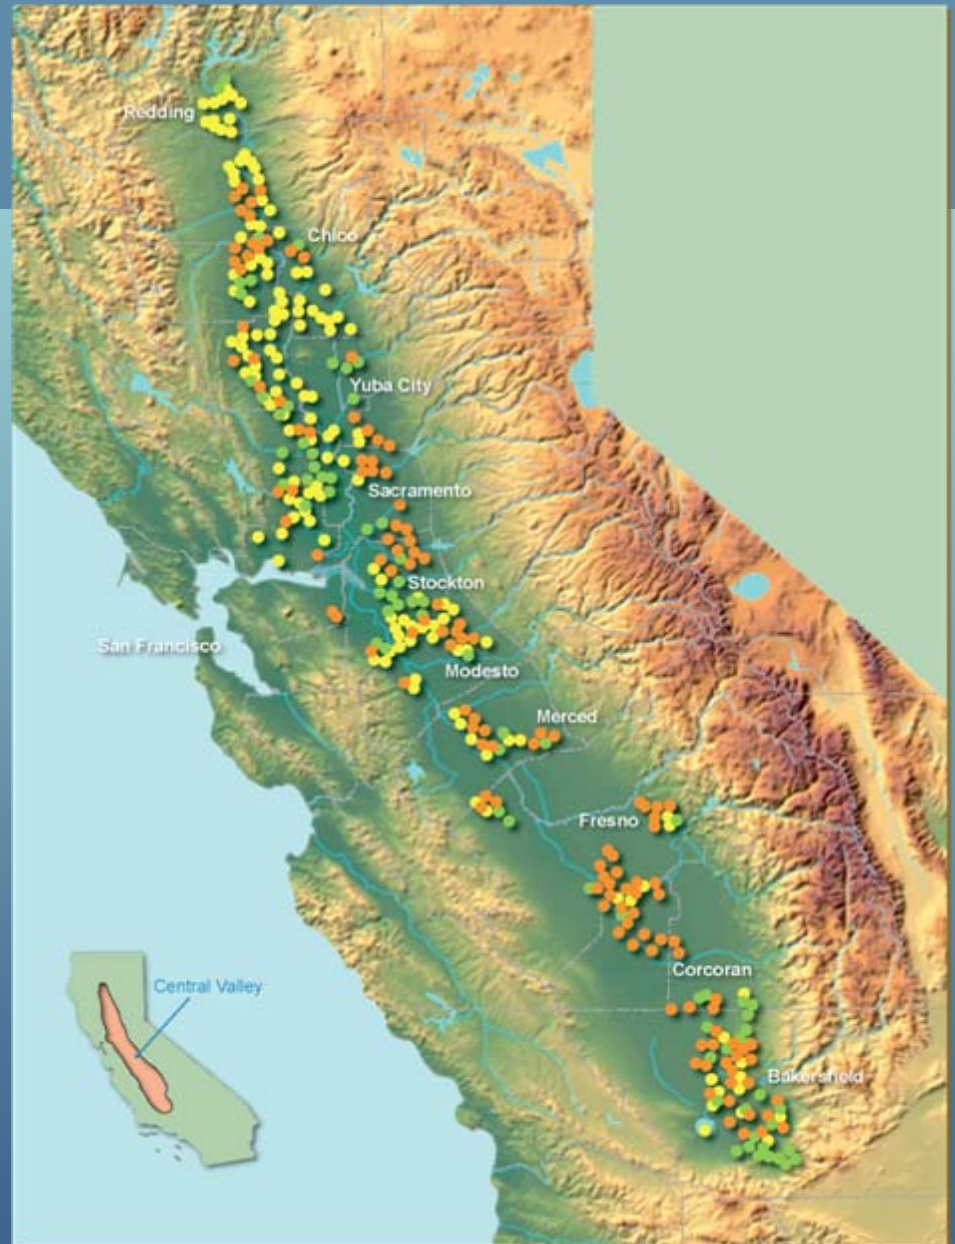 Redding
Chico
Yuba City
Sacramento
Stockton
San Francisco
Modesto
Merced
Fresno
Corcoran
Central Valley
Bakersfield